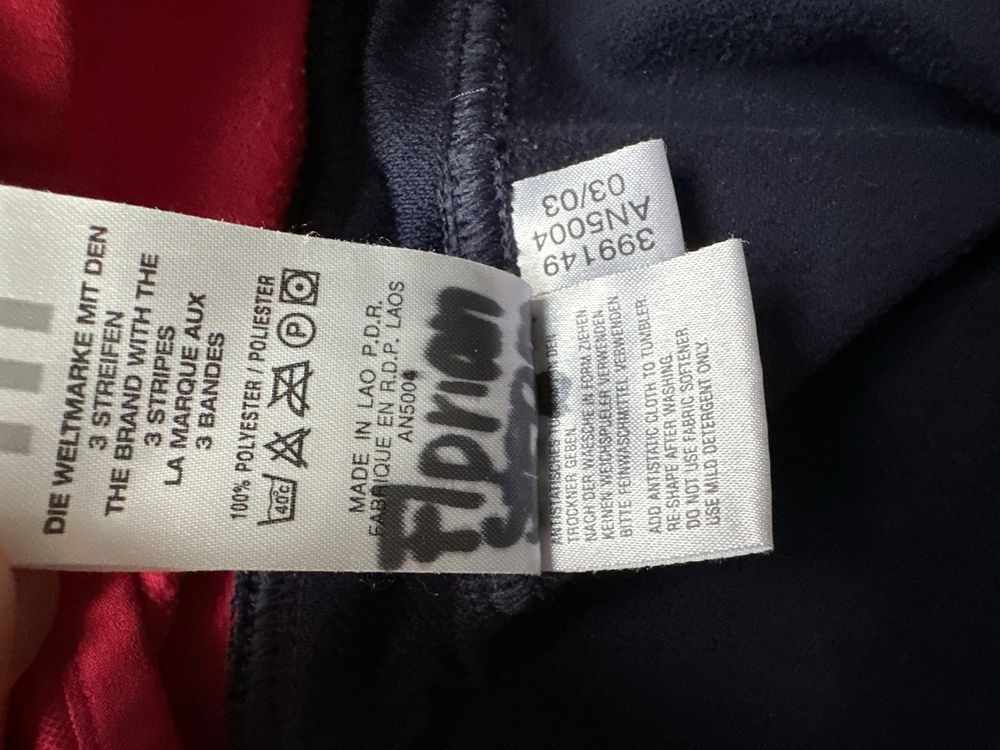 DIE WELTMARKE MIT DEN
3 STREIFEN
THE BRAND WITH THE
3 STRIPES
LA MARQUE AUX
3 BANDES
100% POLYESTER / POLIESTER
40°C P
MADE IN LAO P.D.R.
FABRIQUE EN R.D.P. LAOS
AN5004
Florian
TROCKNER GEBEN.
NACH DER WAESCHE IN FORM ZIEHEN
KEINEN WEICHSPUELER VERWENDEN
BITTE FEINWASCHMITTEL VERWENDEN
ADD ANTISTATIC CLOTH TO TUMBLER
RE-SHAPE AFTER WASHING
DO NOT USE FABRIC SOFTENER
USE MILD DETERGENT ONLY
399149
AN5004
03/03